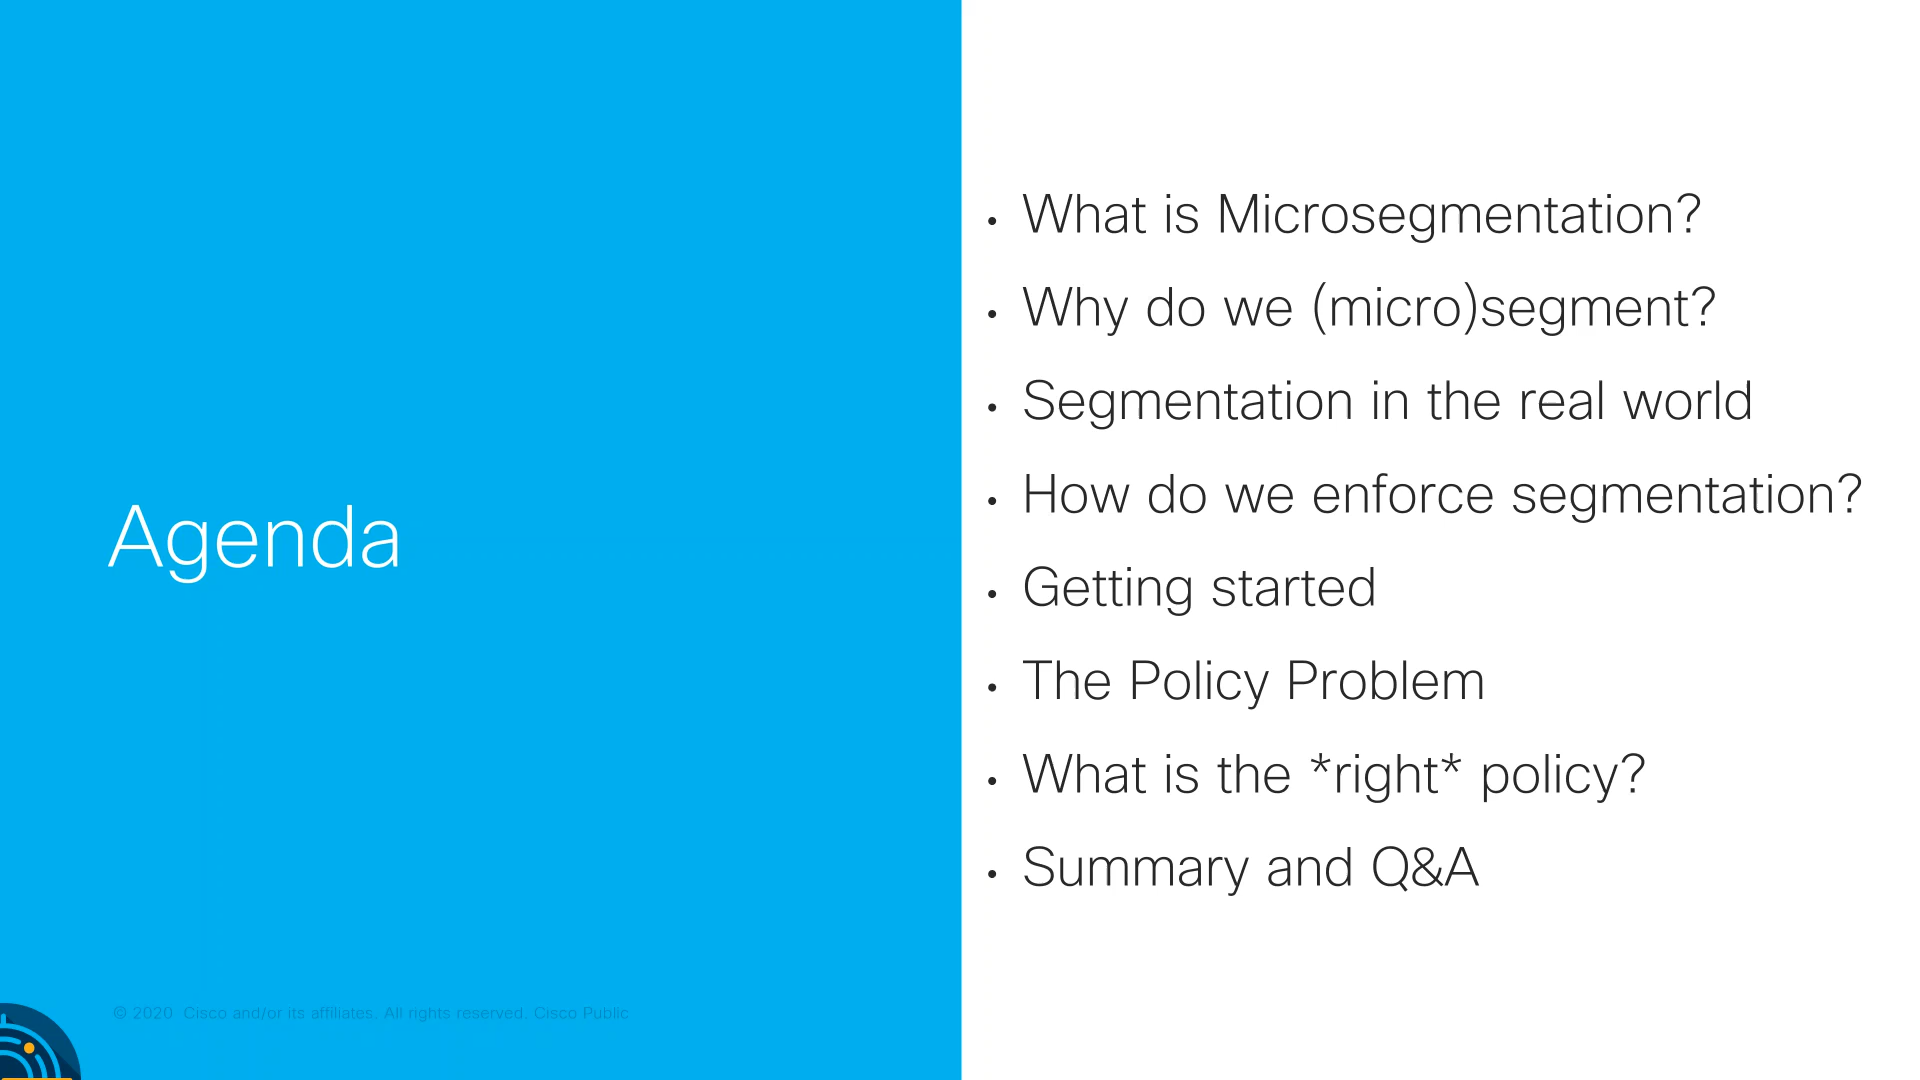 Agenda
• What is Microsegmentation?
• Why do we (micro)segment?
• Segmentation in the real world
• How do we enforce segmentation?
• Getting started
• The Policy Problem
• What is the *right* policy?
• Summary and Q&A
© 2020 Cisco and/or its affiliates. All rights reserved. Cisco Public